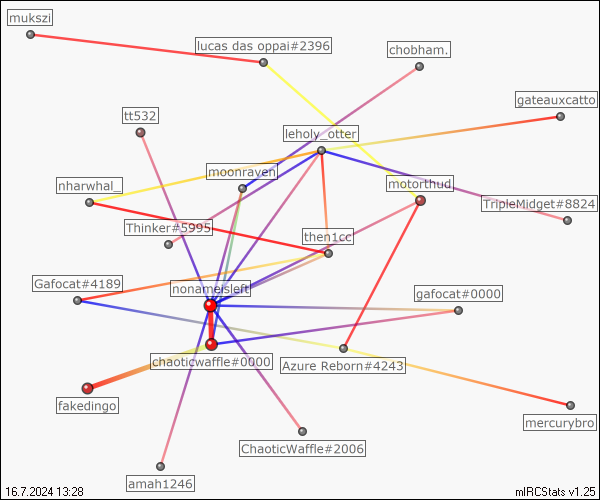 mukszi
lucas das oppai#2396
chobham.
gateauxcatto
tt532
leholy_otter
moonraven
motorthud
nharwhal_
TripleMidget#8824
Thinker#5995
then1cc
Gafocat#4189
nonameisleft
gafocat#0000
chaoticwaffle#0000
Azure Reborn#4243
fakedingo
mercurybro
ChaoticWaffle#2006
amah1246
16.7.2024 13:28
mIRCStats v1.25